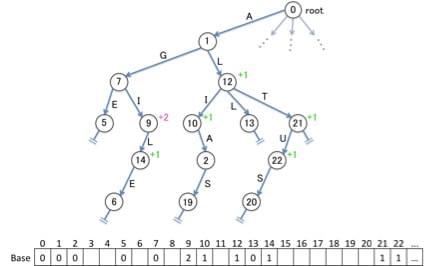 A 0 root
1
G L
7 12 +1
E I I L T
5 9 +2 10 +1 13 21 +1
L A U
14 +1 2 22 +1
E S S
6 19 20
0 1 2 3 4 5 6 7 8 9 10 11 12 13 14 15 16 17 18 19 20 21 22 ...
Base 0 0 0 0 0 2 1 1 0 1 1 1 ...